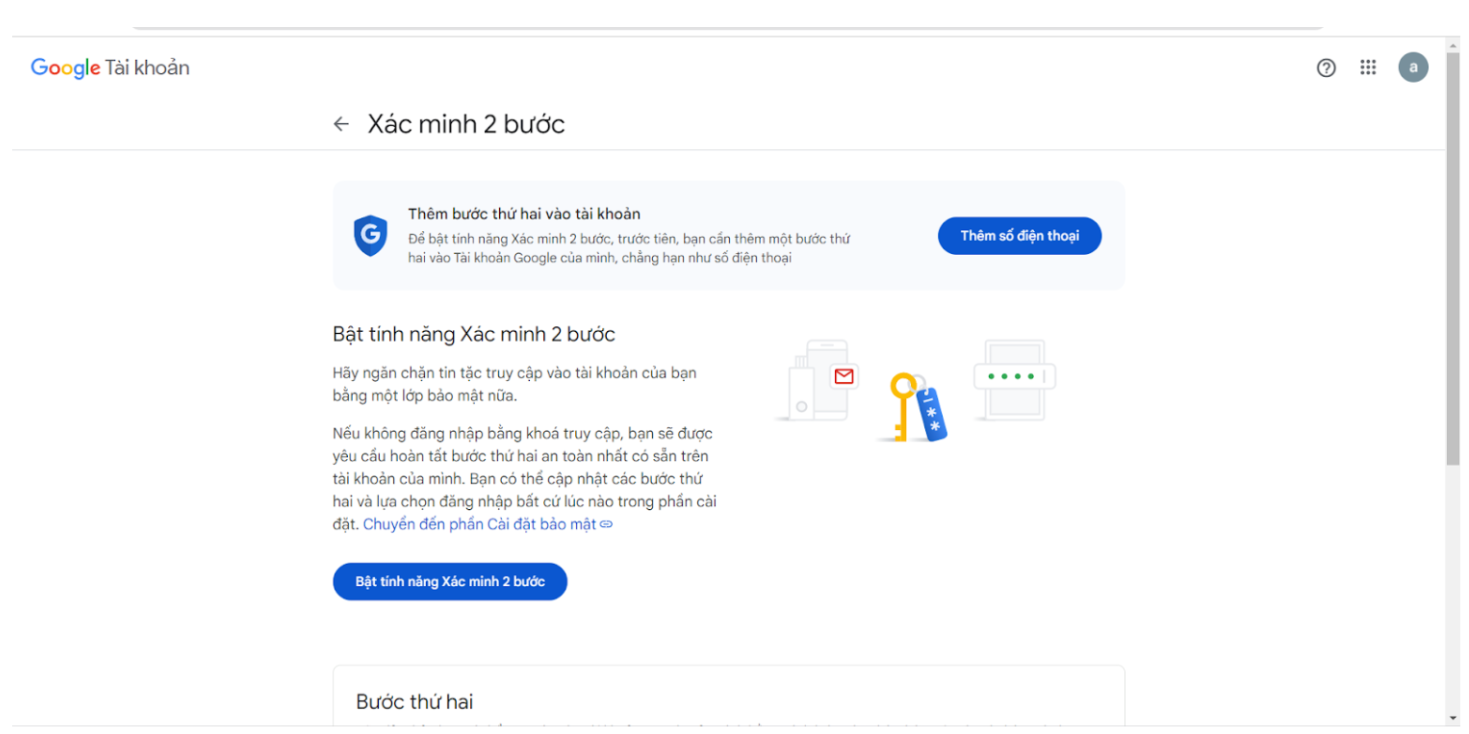 Google Tài khoản
a
Xác minh 2 bước
Thêm bước thứ hai vào tài khoản
Để bật tính năng Xác minh 2 bước, trước tiên, bạn cần thêm một bước thứ
hai vào Tài khoản Google của mình, chẳng hạn như số điện thoại
Thêm số điện thoại
G
Bật tính năng Xác minh 2 bước
Hãy ngăn chặn tin tặc truy cập vào tài khoản của bạn
bằng một lớp bảo mật nữa.
Nếu không đăng nhập bằng khoá truy cập, bạn sẽ được
yêu cầu hoàn tất bước thứ hai an toàn nhất có sẵn trên
tài khoản của mình. Bạn có thể cập nhật các bước thứ
hai và lựa chọn đăng nhập bất cứ lúc nào trong phần cài
đặt. Chuyển đến phần Cài đặt bảo mật
Bật tính năng Xác minh 2 bước
Bước thứ hai